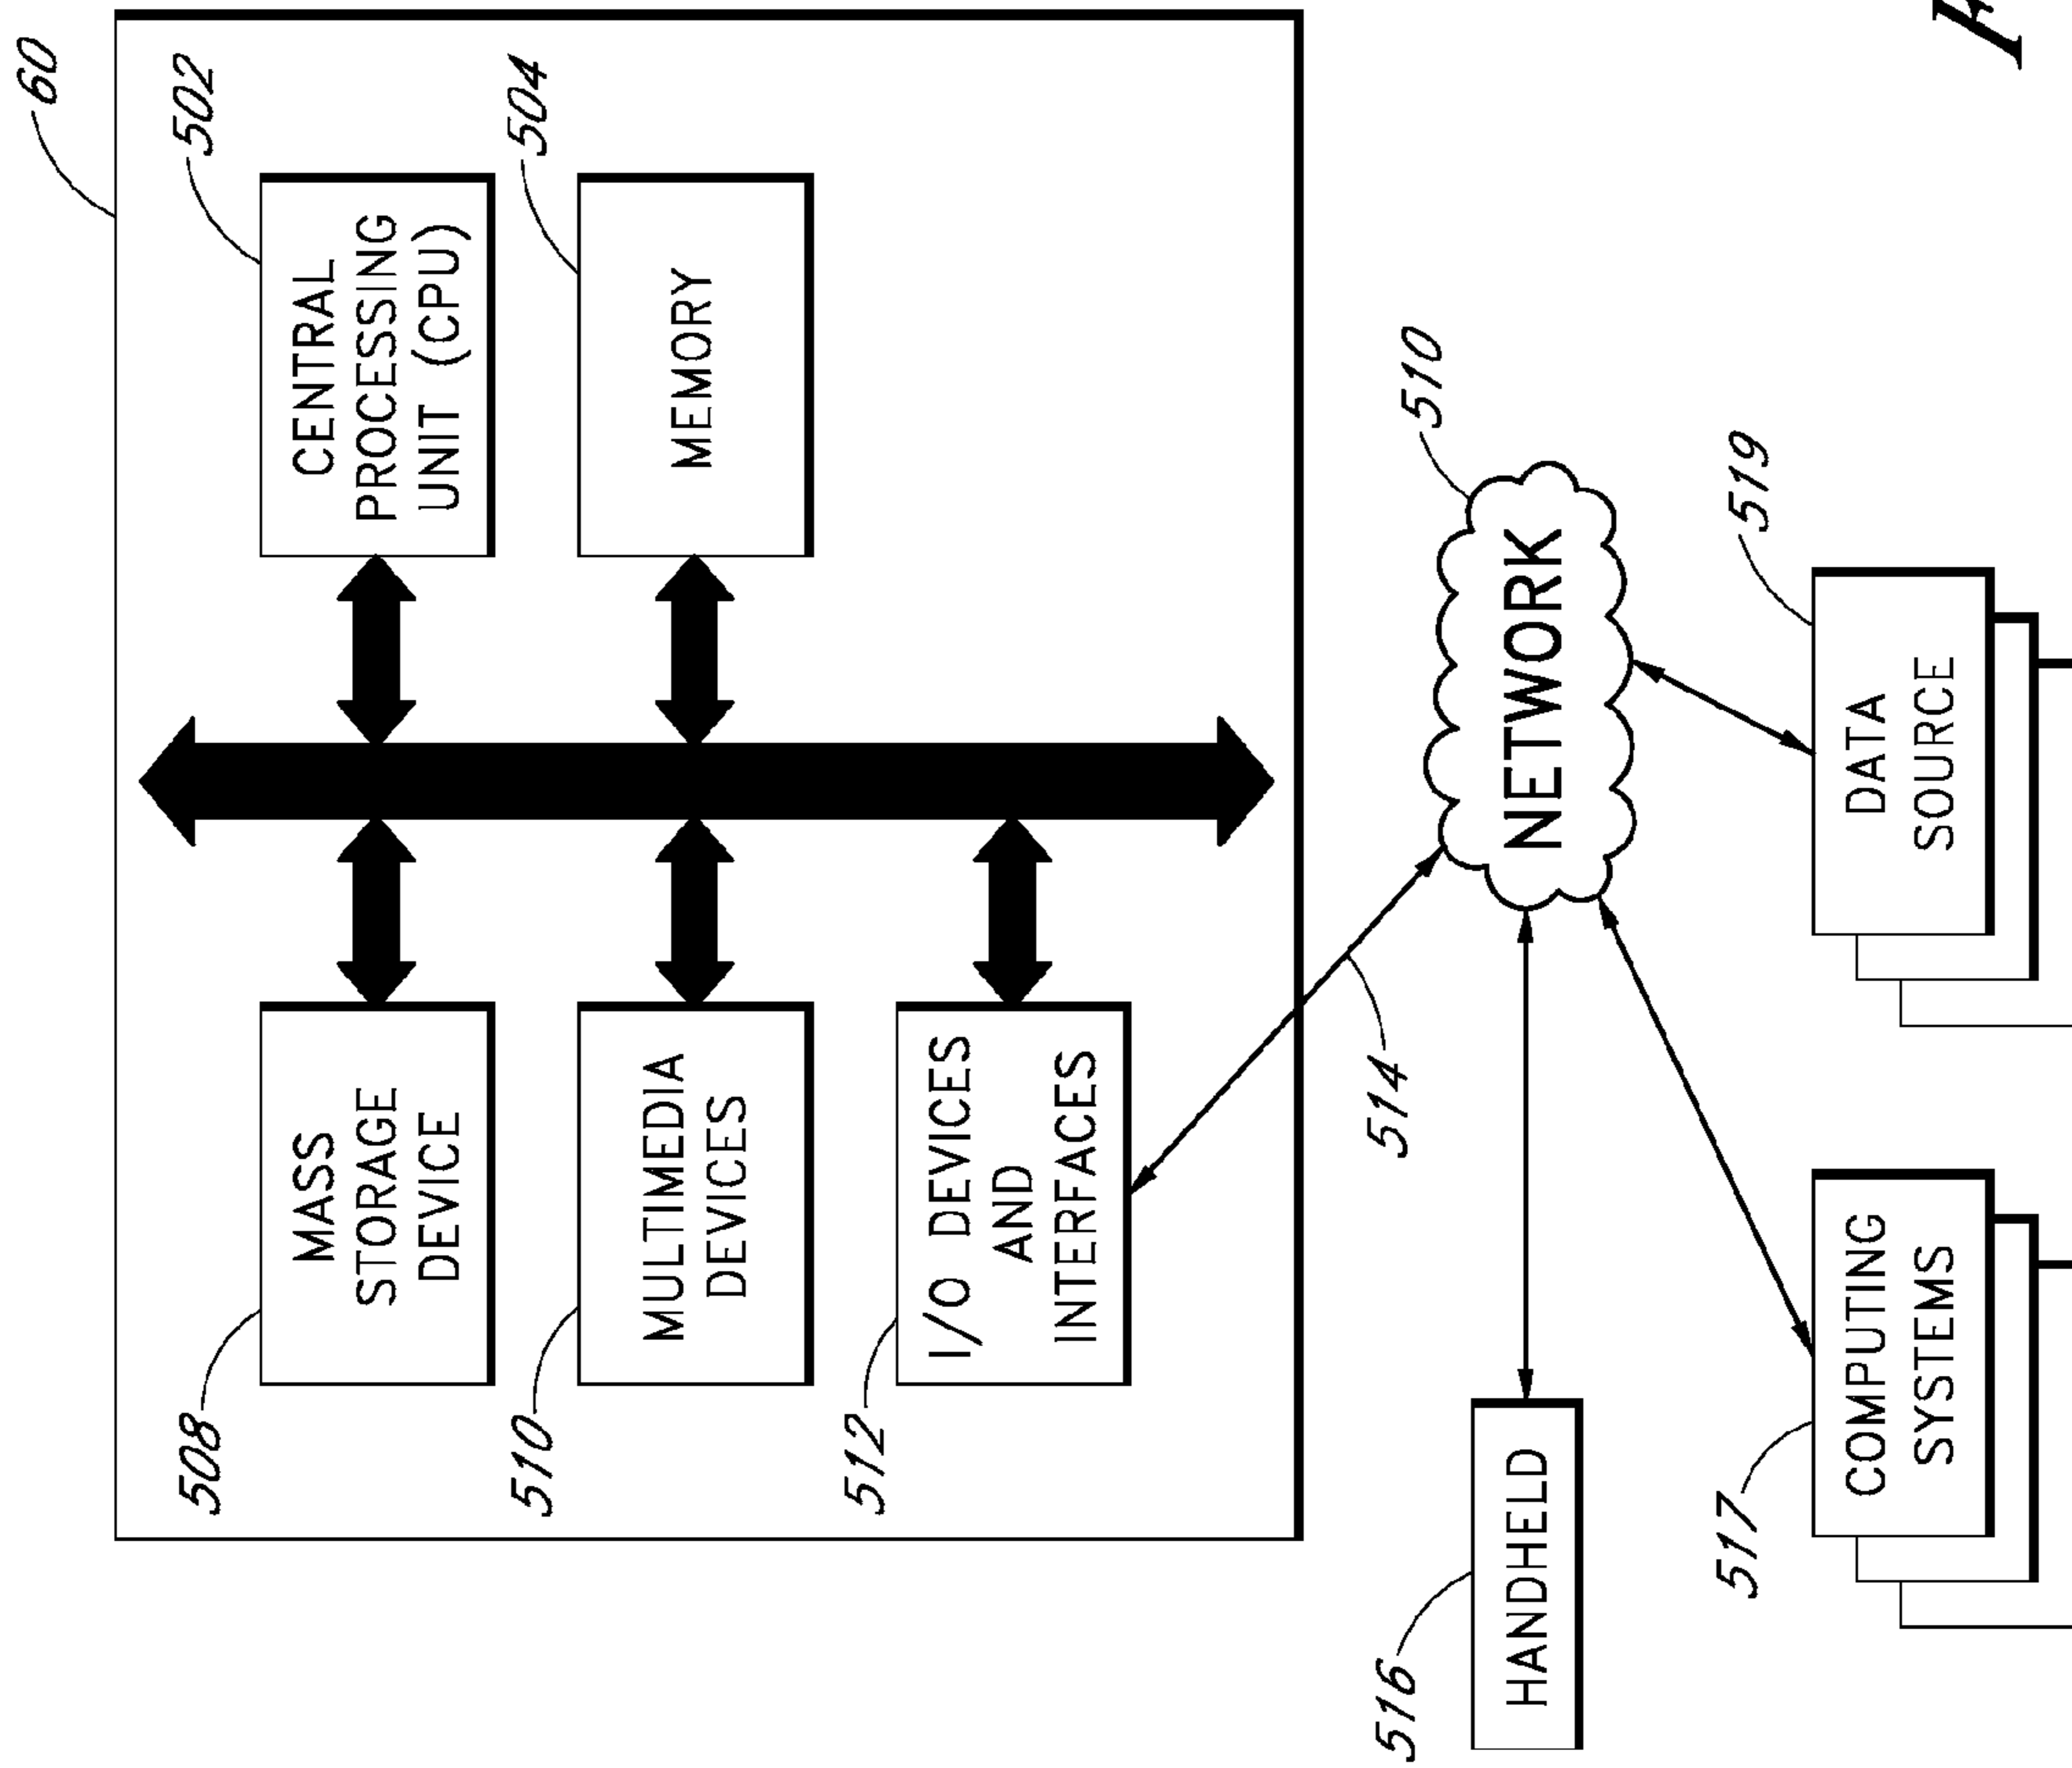 60
508
502
MASS
STORAGE
DEVICE
CENTRAL
PROCESSING
UNIT (CPU)
510
504
MULTIMEDIA
DEVICES
MEMORY
512
I/O DEVICES
AND
INTERFACES
514
510
516
HANDHELD
NETWORK
517
519
COMPUTING
SYSTEMS
DATA
SOURCE